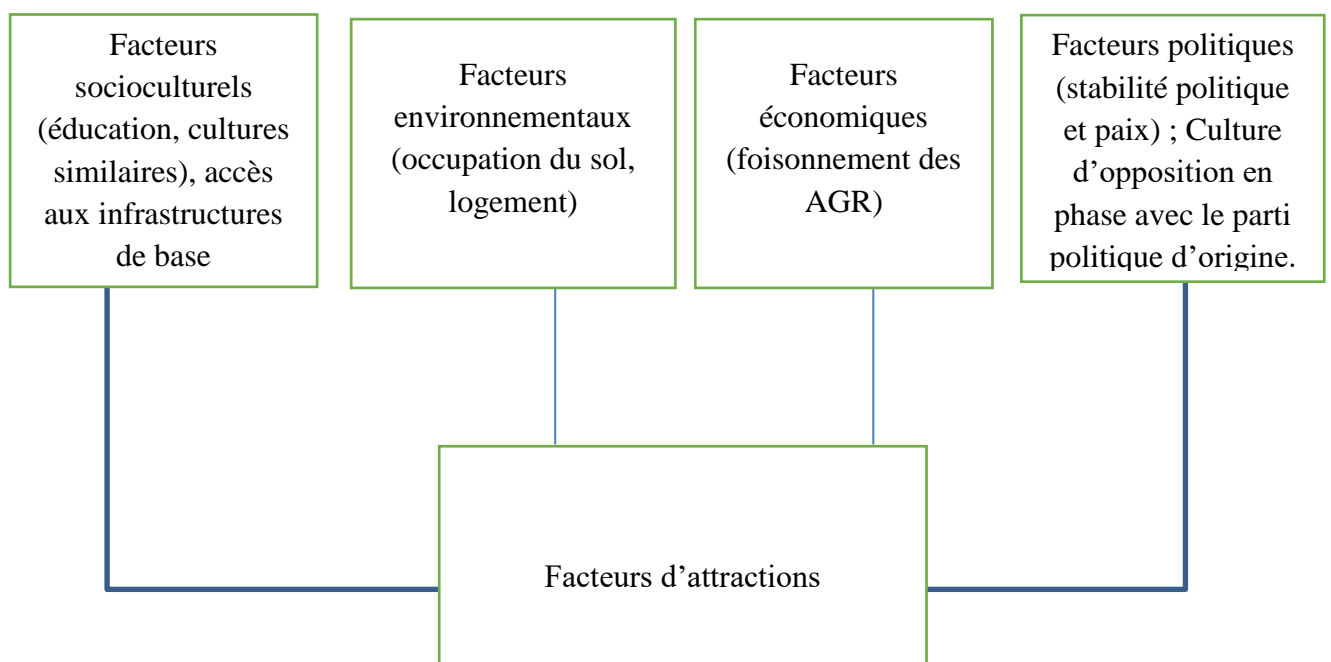 Facteurs
socioculturels
(éducation, cultures
similaires), accès
aux infrastructures
de base
Facteurs
environnementaux
(occupation du sol,
logement)
Facteurs
économiques
(foisonnement des
AGR)
Facteurs politiques
(stabilité politique
et paix) ; Culture
d’opposition en
phase avec le parti
politique d’origine.
Facteurs d’attractions